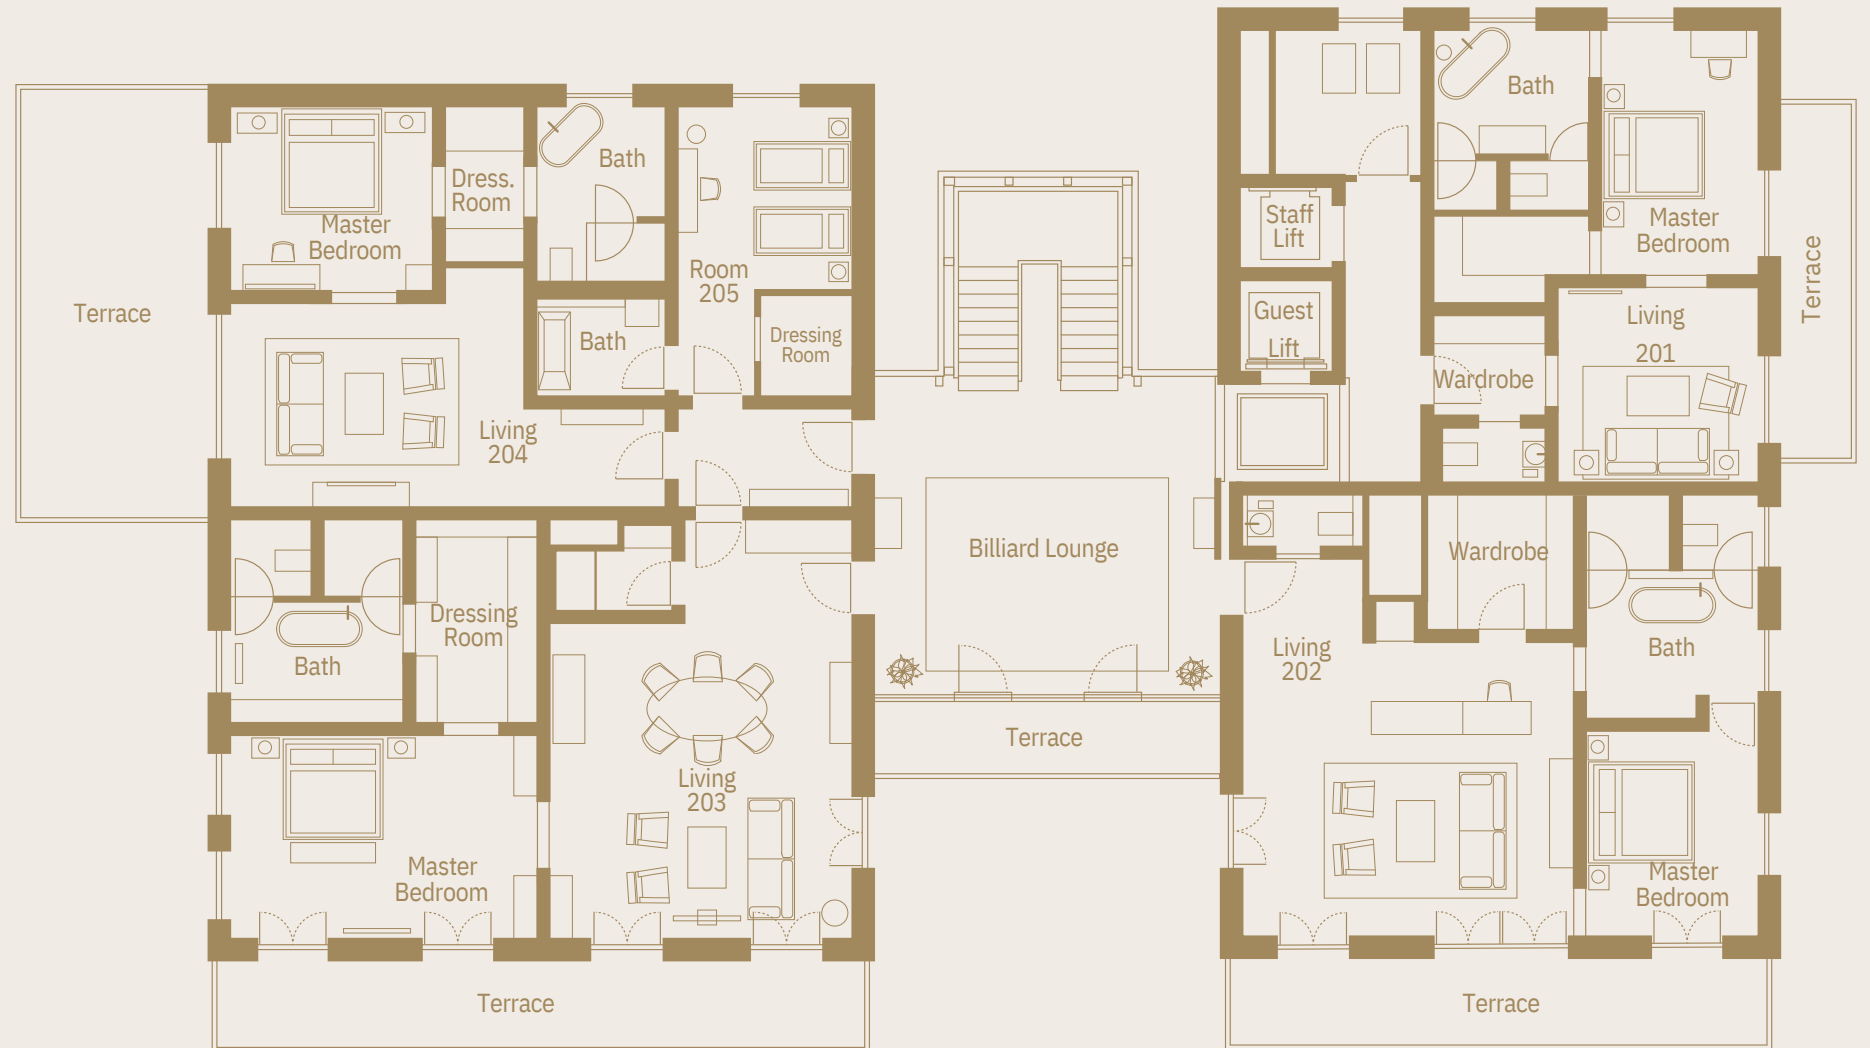 Terrace
Master
Bedroom
Dress.
Room
Bath
Room
205
Bath
Dressing
Room
Living
204
Bath
Dressing
Room
Master
Bedroom
Living
203
Terrace
Billiard Lounge
Terrace
Staff
Lift
Guest
Lift
Bath
Master
Bedroom
Terrace
Living
201
Wardrobe
Wardrobe
Living
202
Bath
Master
Bedroom
Terrace